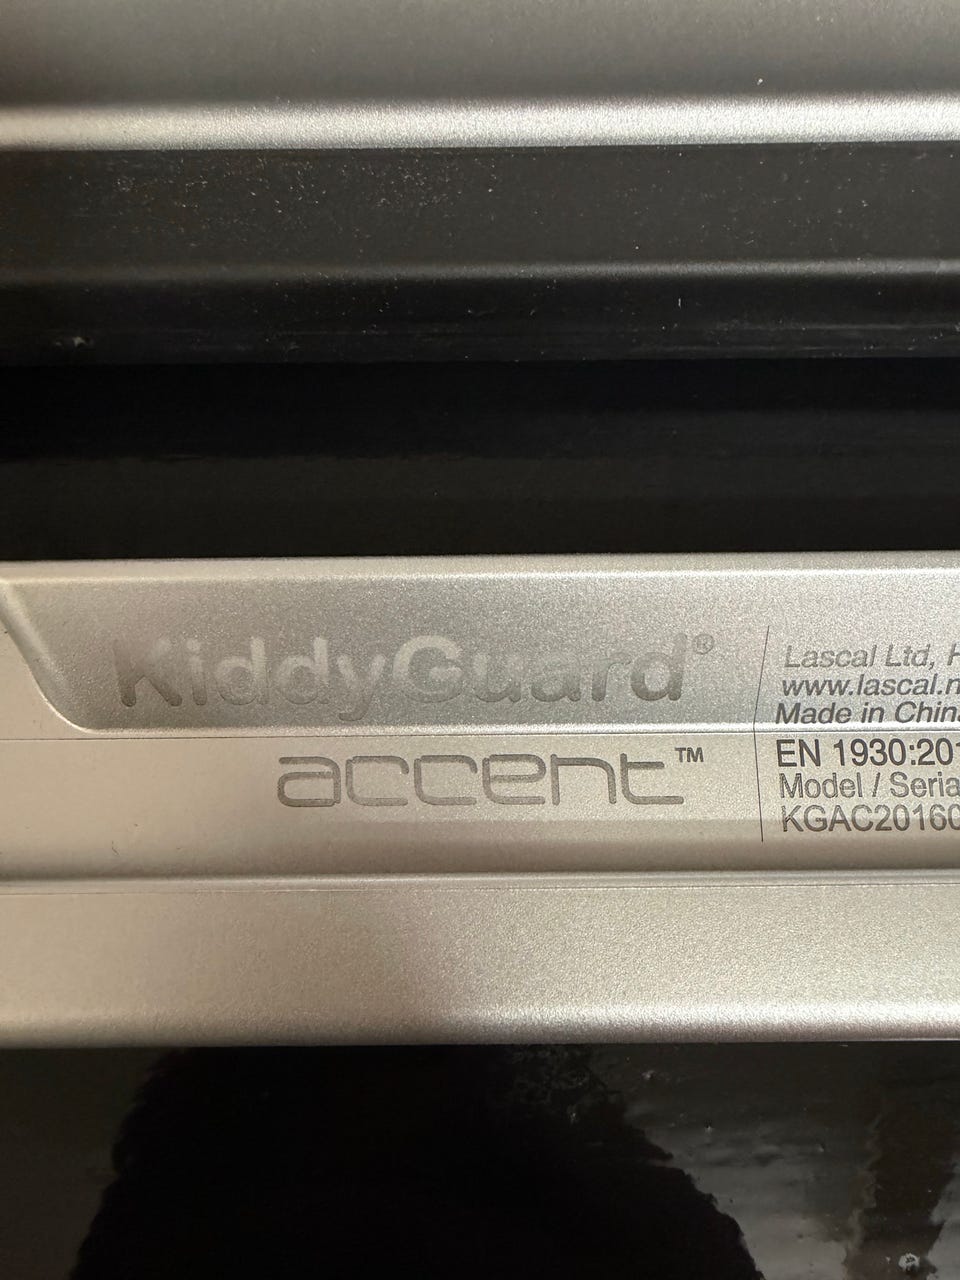 KiddyGuard®
accent™
Lascal Ltd, H
www.lascal.n
Made in China
EN 1930:201
Model / Seria
KGAC20160